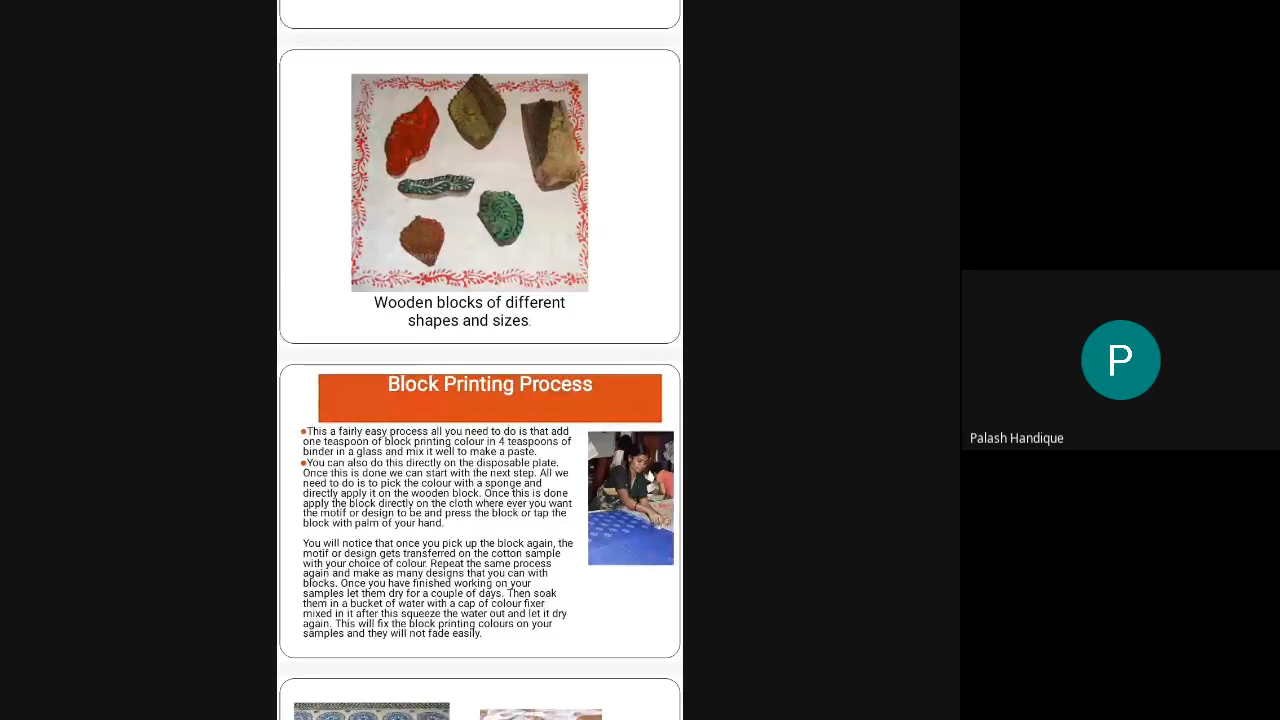 Wooden blocks of different
shapes and sizes.
Block Printing Process
•This a fairly easy process all you need to do is that add
one teaspoon of block printing colour in 4 teaspoons of
binder in a glass and mix it well to make a paste.
•You can also do this directly on the disposable plate.
Once this is done we can start with the next step. All we
need to do is to pick the colour with a sponge and
directly apply it on the wooden block. Once this is done
apply the block directly on the cloth where ever you want
the motif or design to be and press the block or tap the
block with palm of your hand.
You will notice that once you pick up the block again, the
motif or design gets transferred on the cotton sample
with your choice of colour. Repeat the same process
again and make as many designs that you can with
blocks. Once you have finished working on your
samples let them dry for a couple of days. Then soak
them in a bucket of water with a cap of colour fixer
mixed in it after this squeeze the water out and let it dry
again. This will fix the block printing colours on your
samples and they will not fade easily.
P
Palash Handique